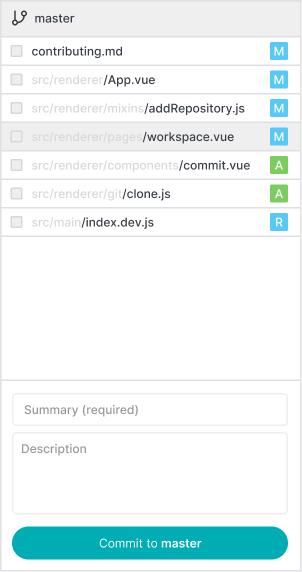 master
contributing.md M
src/renderer/App.vue M
src/renderer/mixins/addRepository.js M
src/renderer/pages/workspace.vue M
src/renderer/components/commit.vue A
src/renderer/git/clone.js A
src/main/index.dev.js R
Summary (required)
Description
Commit to master